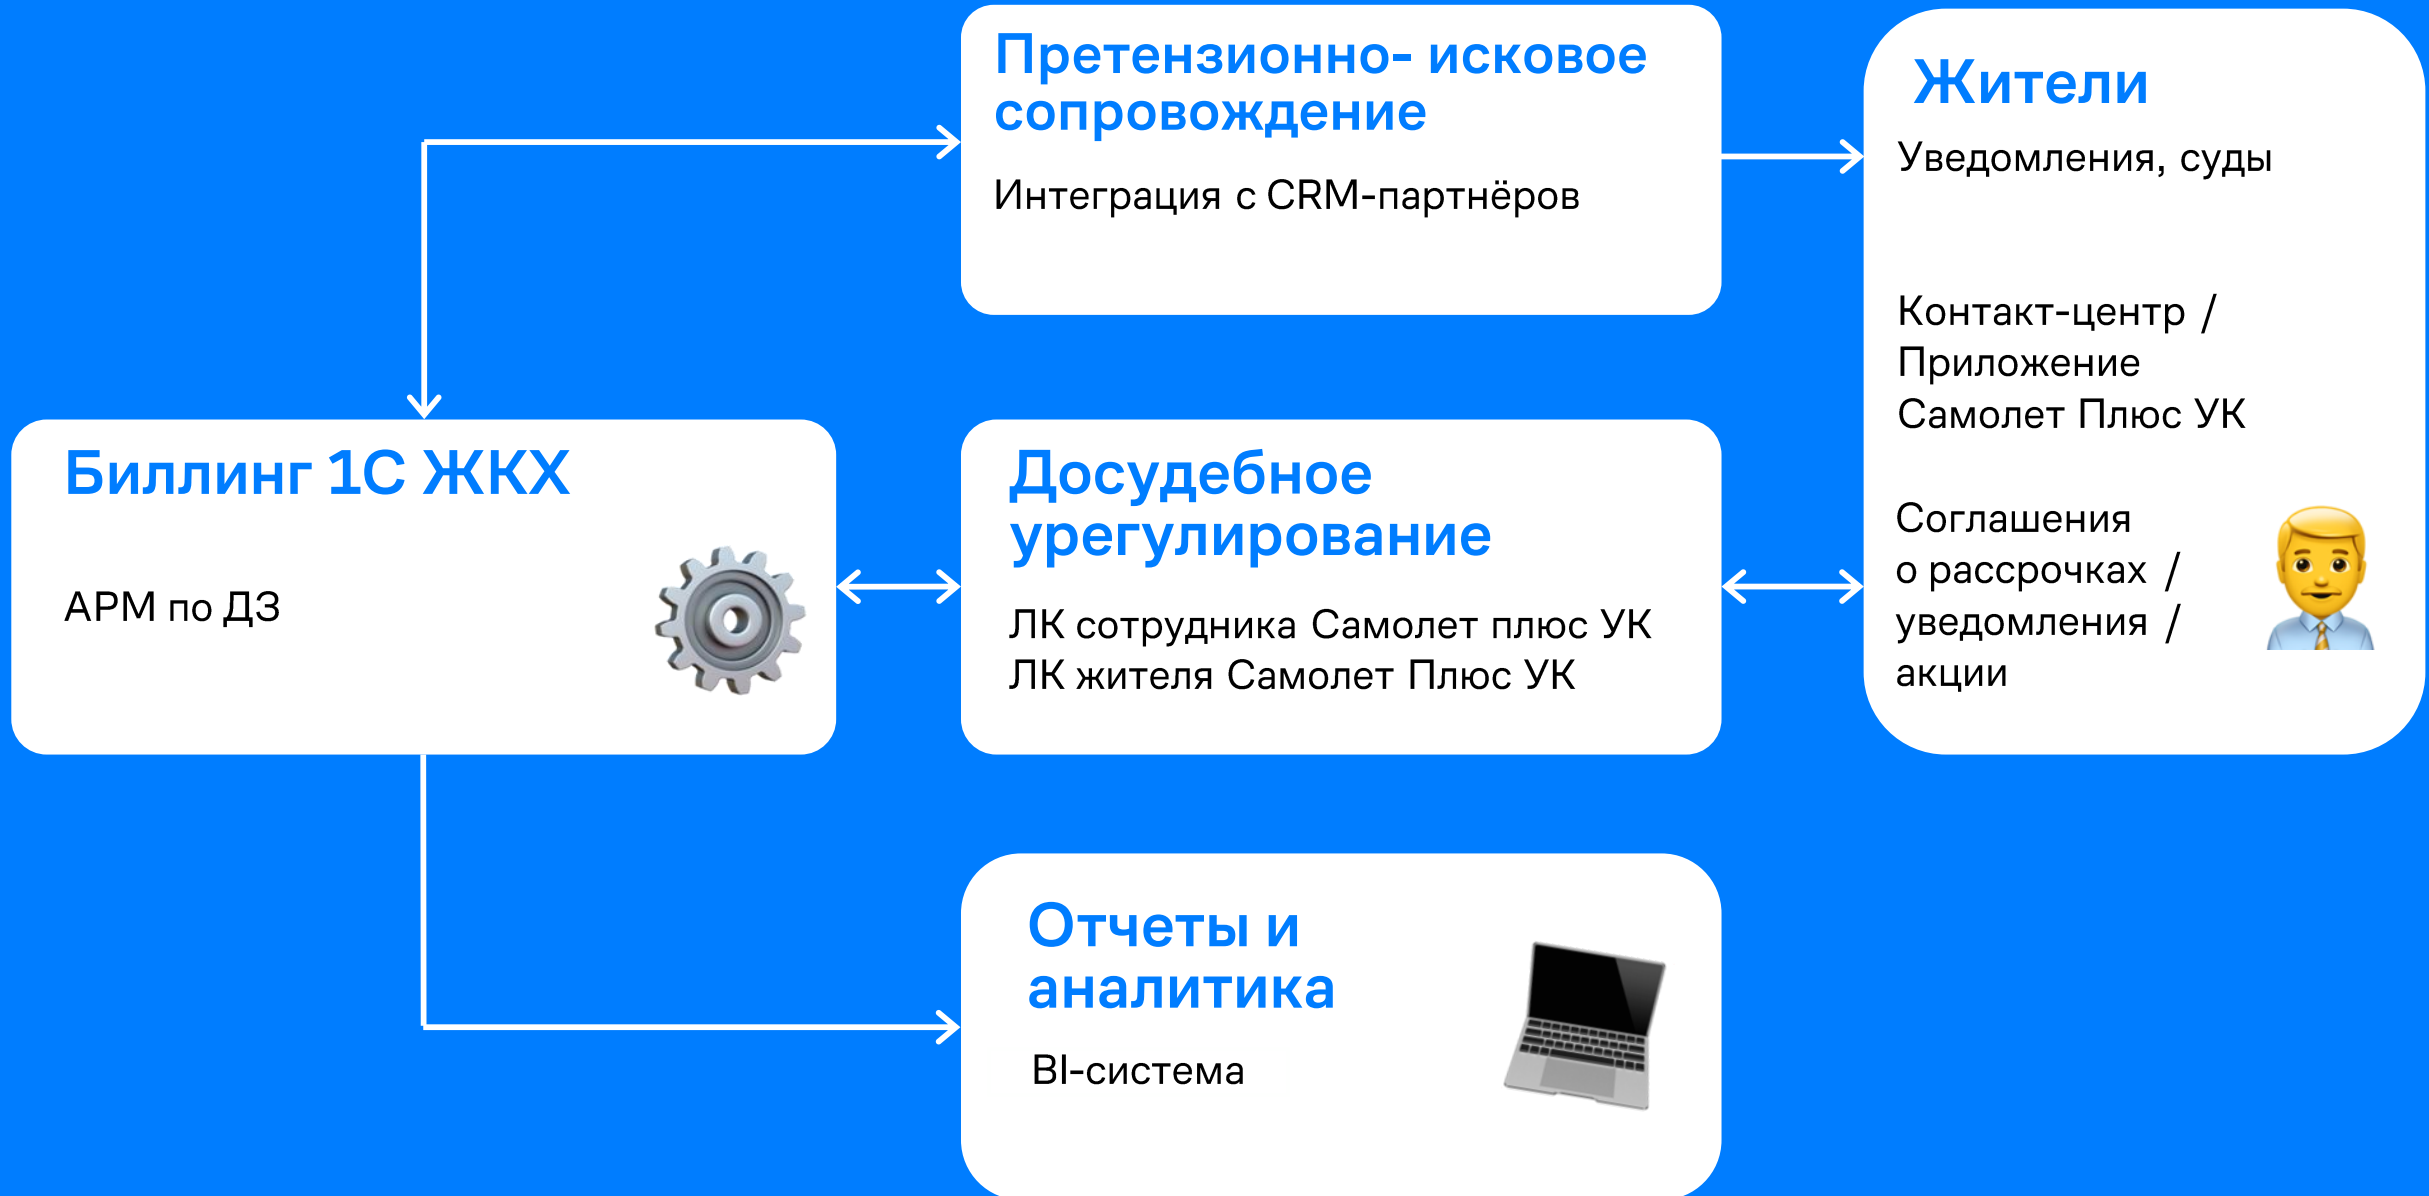 Претензионно- исковое
сопровождение
Интеграция с CRM-партнёров
Жители
Уведомления, суды
Контакт-центр /
Приложение
Самолет Плюс УК
Соглашения
о рассрочках /
уведомления /
акции
Биллинг 1С ЖКХ
АРМ по ДЗ
Досудебное
урегулирование
ЛК сотрудника Самолет плюс УК
ЛК жителя Самолет Плюс УК
Отчеты и
аналитика
BI-система